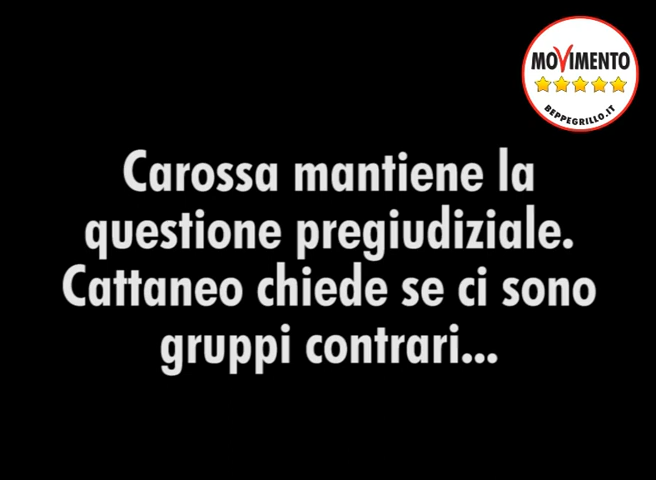 MOVIMENTO
BEPPEGRILLO.IT
Carossa mantiene la
questione pregiudiziale.
Cattaneo chiede se ci sono
gruppi contrari...